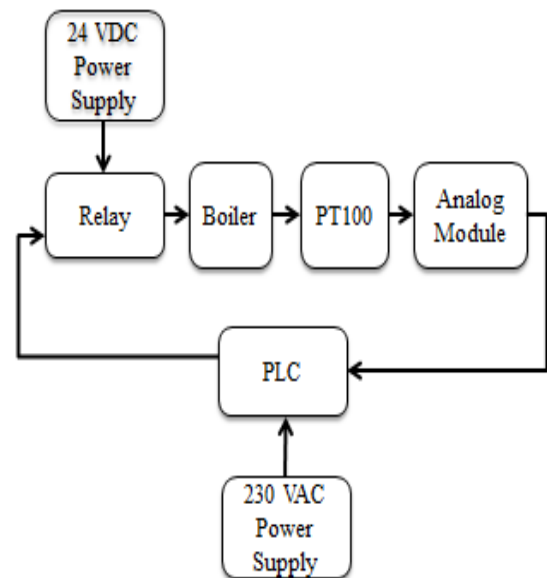 24 VDC
Power
Supply
Relay
Boiler
PT100
Analog
Module
PLC
230 VAC
Power
Supply